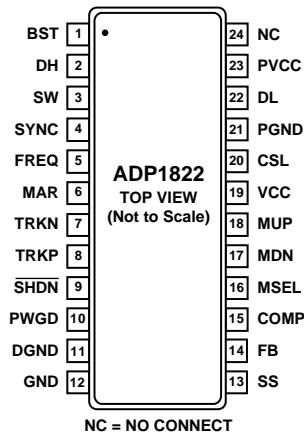 BST 1 24 NC
DH 2 23 PVCC
SW 3 22 DL
SYNC 4 21 PGND
FREQ 5 20 CSL
MAR 6 19 VCC
TRKN 7 18 MUP
TRKP 8 17 MDN
SHDN 9 16 MSEL
PWGD 10 15 COMP
DGND 11 14 FB
GND 12 13 SS
ADP1822
TOP VIEW
(Not to Scale)
NC = NO CONNECT